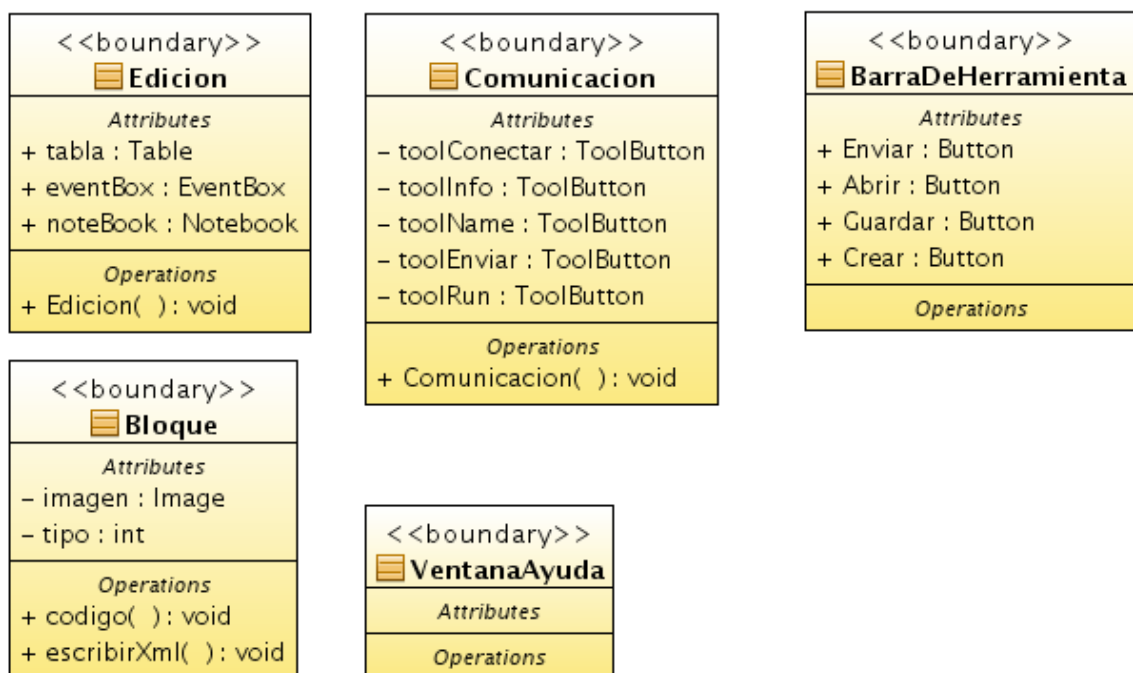 <<boundary>>
Edicion
Attributes
+ tabla : Table
+ eventBox : EventBox
+ noteBook : Notebook
Operations
+ Edicion( ) : void
<<boundary>>
Comunicacion
Attributes
– toolConectar : ToolButton
– toolInfo : ToolButton
– toolName : ToolButton
– toolEnviar : ToolButton
– toolRun : ToolButton
Operations
+ Comunicacion( ) : void
<<boundary>>
BarraDeHerramienta
Attributes
+ Enviar : Button
+ Abrir : Button
+ Guardar : Button
+ Crear : Button
Operations
<<boundary>>
Bloque
Attributes
– imagen : Image
– tipo : int
Operations
+ codigo( ) : void
+ escribirXml( ) : void
<<boundary>>
VentanaAyuda
Attributes
Operations